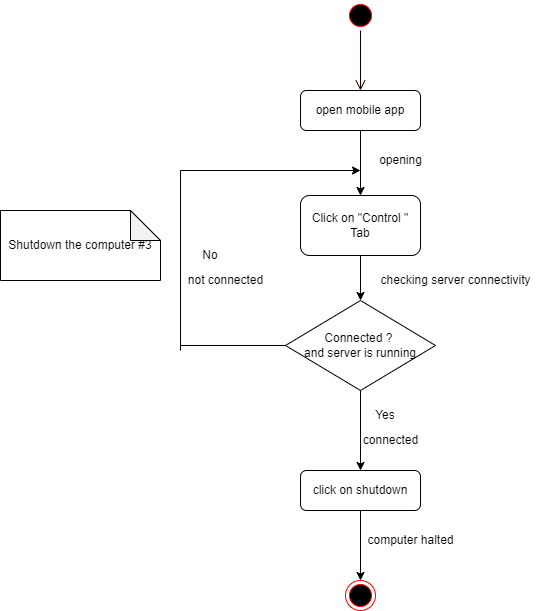 open mobile app
opening
Click on "Control "
Tab
Shutdown the computer #3
No
not connected
checking server connectivity
Connected ?
and server is running
Yes
connected
click on shutdown
computer halted